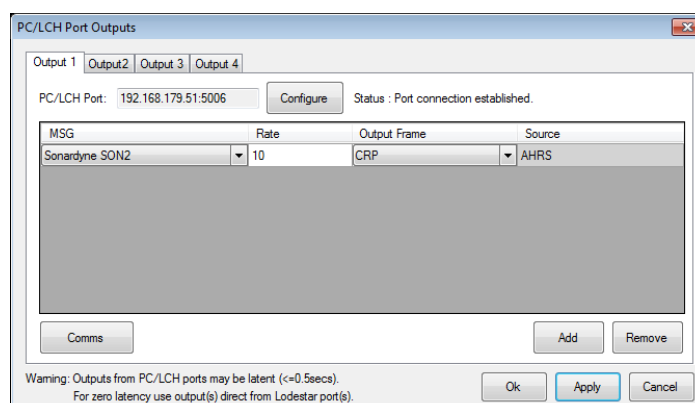 PC/LCH Port Outputs
Output 1 Output2 Output 3 Output 4
PC/LCH Port: 192.168.179.51:5006 Configure Status : Port connection established.
MSG Rate Output Frame Source
Sonardyne SON2 10 CRP AHRS
Comms Add Remove
Warning: Outputs from PC/LCH ports may be latent (<=0.5secs).
For zero latency use output(s) direct from Lodestar port(s).
Ok Apply Cancel